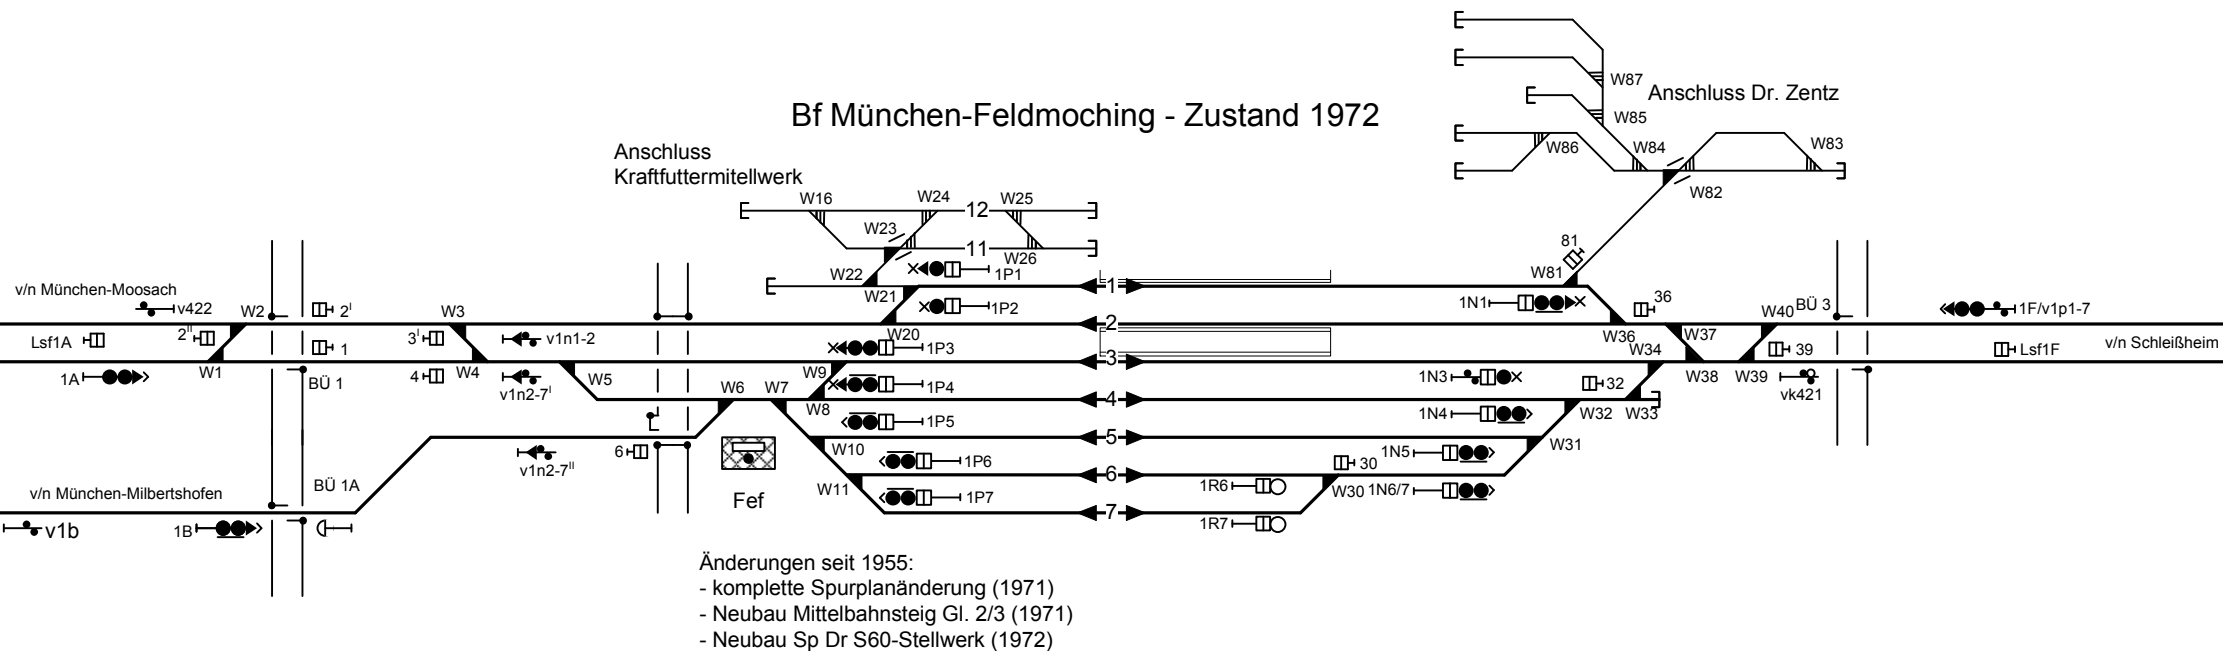 Bf München-Feldmoching - Zustand 1972
Anschluss Dr. Zentz
W87
W85
W86
W84
W83
W82
Anschluss
Kraftfuttermitellwerk
W16
W24
12
W25
W23
11
W26
W22
1P1
W21
1
81
W81
v/n München-Moosach
v422
W2
2I
W3
1P2
2
1N1
36
W36
W37
W40
BÜ 3
1F/v1p1-7
Lsf1A
2II
1
3I
v1n1-2
W20
1P3
3
W34
39
Lsf1F
v/n Schleißheim
1A
W1
BÜ 1
4
W4
v1n2-7I
W5
W6
W7
W9
W8
1P4
4
1N3
32
W38
W39
vk421
1P5
5
1N4
W32
W33
v1n2-7II
6
W10
1P6
6
1N5
W31
30
v/n München-Milbertshofen
BÜ 1A
Fef
W11
1P7
7
1R6
W30
1N6/7
v1b
1B
1R7
Änderungen seit 1955:
- komplette Spurplanänderung (1971)
- Neubau Mittelbahnsteig Gl. 2/3 (1971)
- Neubau Sp Dr S60-Stellwerk (1972)